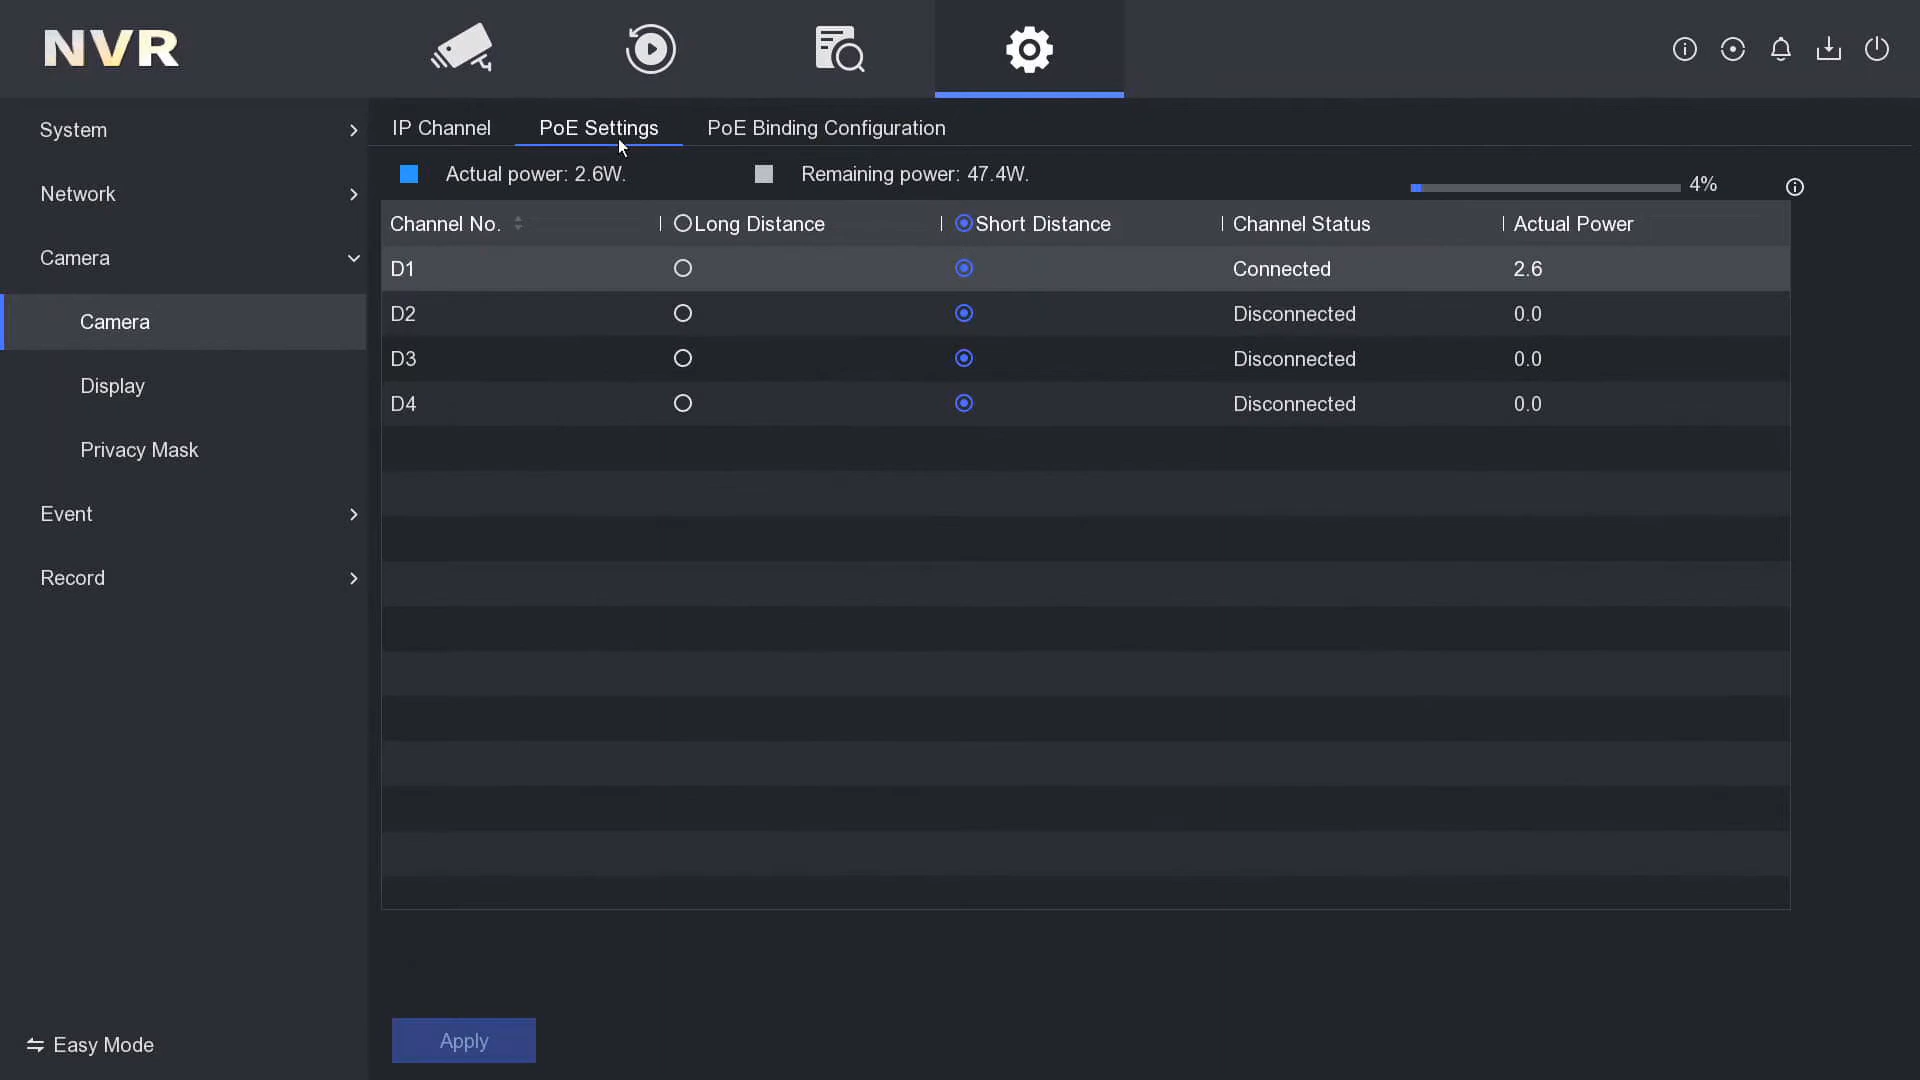 NVR
System
Network
Camera
Camera
Display
Privacy Mask
Event
Record
Easy Mode
IP Channel PoE Settings PoE Binding Configuration
Actual power: 2.6W. Remaining power: 47.4W. 4%
Channel No. Long Distance Short Distance Channel Status Actual Power
D1 Connected 2.6
D2 Disconnected 0.0
D3 Disconnected 0.0
D4 Disconnected 0.0
Apply